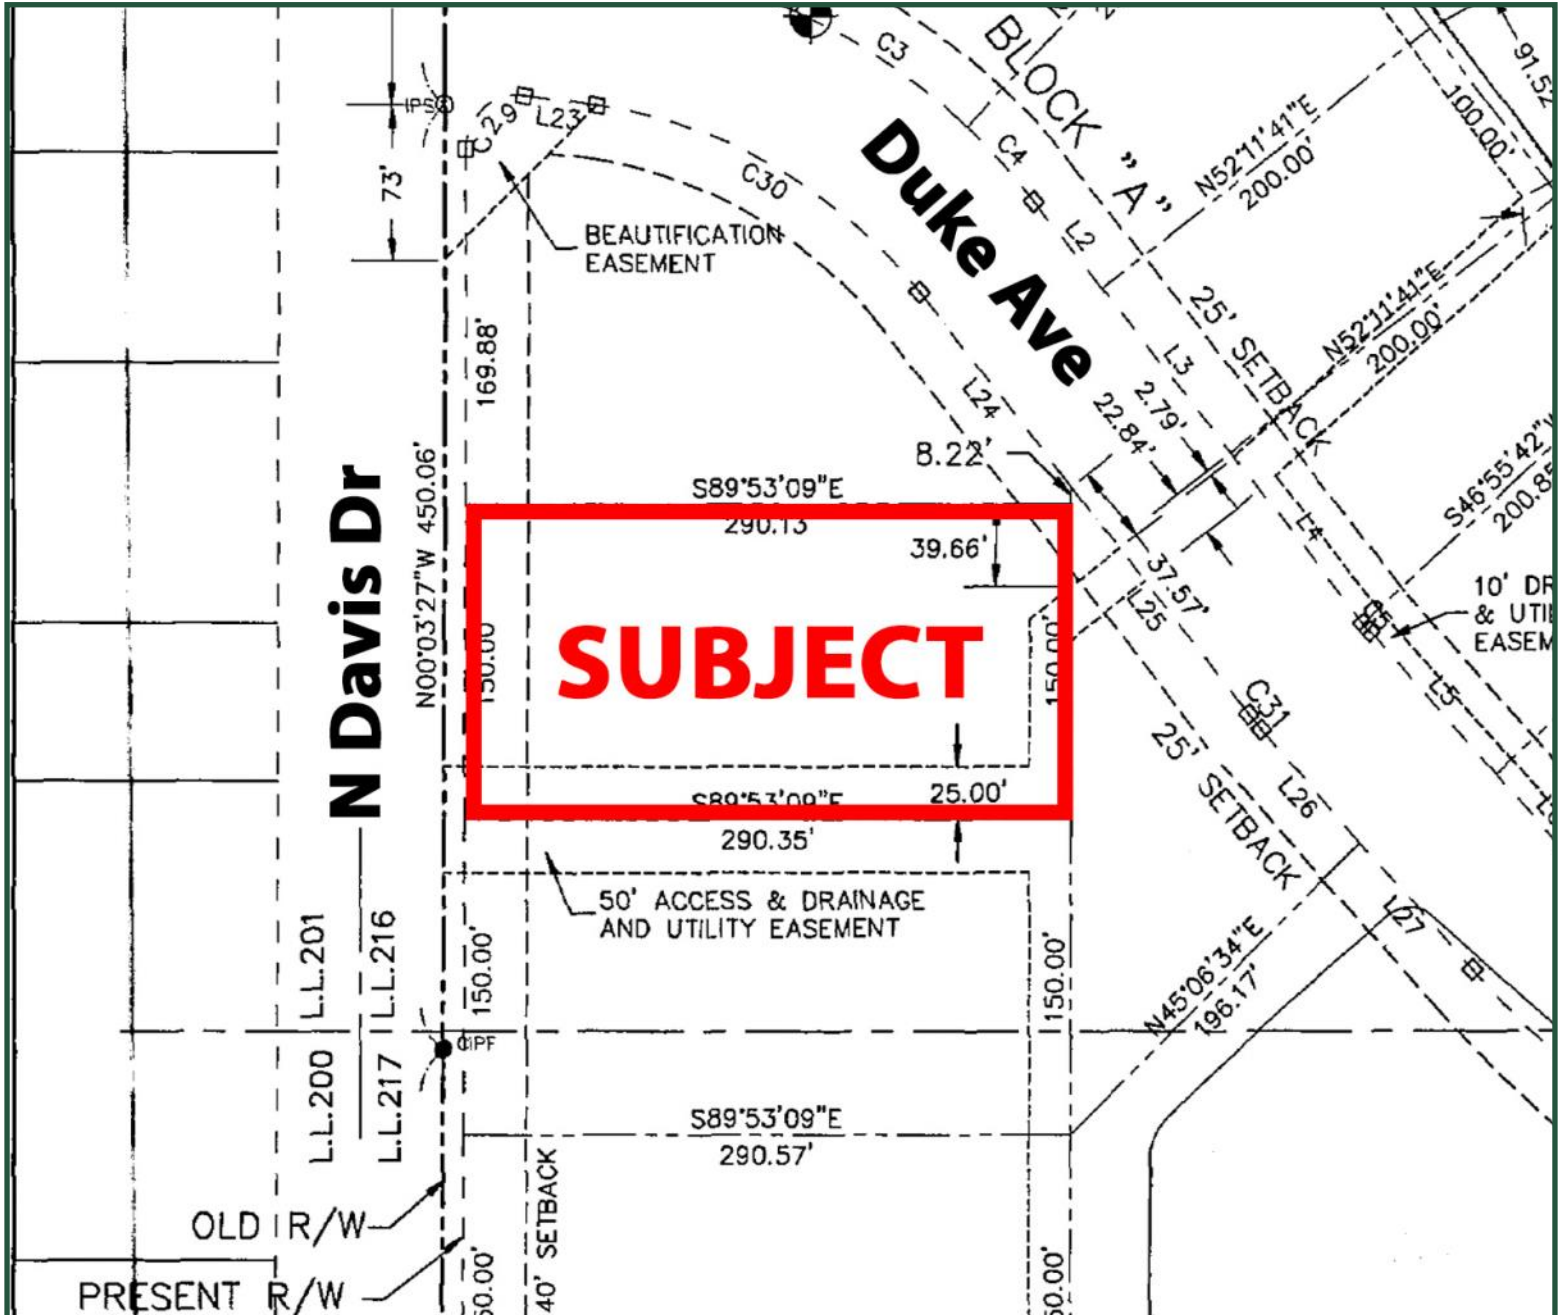 C3
BLOCK "A"
91.52
100.00'
C 29
L23
C4
C30
Duke Ave
N52°11'41"E
200.00'
73'
L2
BEAUTIFICATION
EASEMENT
25' SETBACK
N52°11'41"E
200.00'
169.88'
L3
L24
2.79'
22.84'
8.22'
S46°55'42"
200.85
N Davis Dr
N00°03'27"W 450.06'
S89°53'09"E
290.13
39.66'
L4
37.57'
L25
C5
10' DR
& UTI
EASEM
150.00
SUBJECT
150.00'
L5
C31
25' SETBACK
L26
25.00'
S89°53'09"E
290.35'
50' ACCESS & DRAINAGE
AND UTILITY EASEMENT
L27
L.L.201
L.L.216
150.00'
150.00'
N45°06'34"E
196.17'
L.L.200
L.L.217
S89°53'09"E
290.57'
OLD R/W
PRESENT R/W
40' SETBACK
50.00'
50.00'